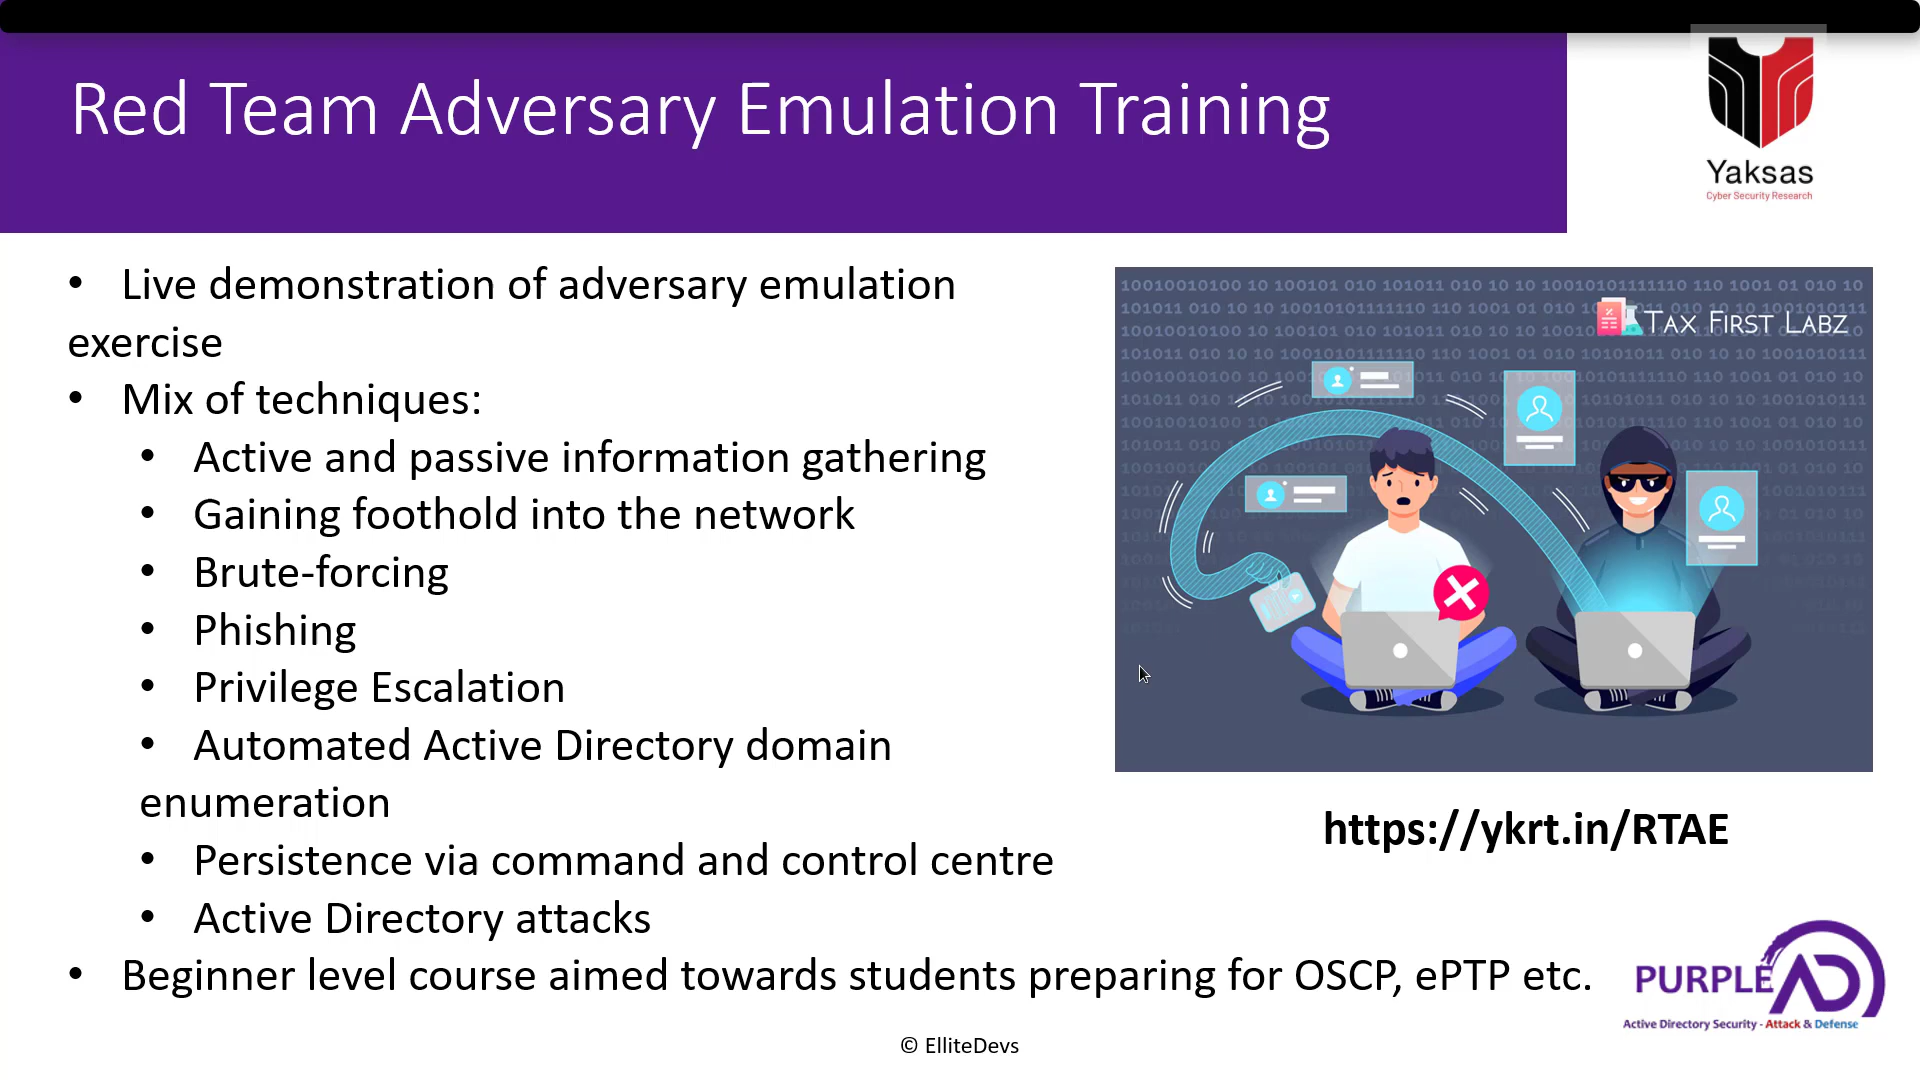 Red Team Adversary Emulation Training
Yaksas
Cyber Security Research
• Live demonstration of adversary emulation
exercise
• Mix of techniques:
• Active and passive information gathering
• Gaining foothold into the network
• Brute-forcing
• Phishing
• Privilege Escalation
• Automated Active Directory domain
enumeration
• Persistence via command and control centre
• Active Directory attacks
• Beginner level course aimed towards students preparing for OSCP, ePTP etc.
TAX FIRST LABZ
https://ykrt.in/RTAE
PURPLE AD
Active Directory Security - Attack & Defense
© ElliteDevs